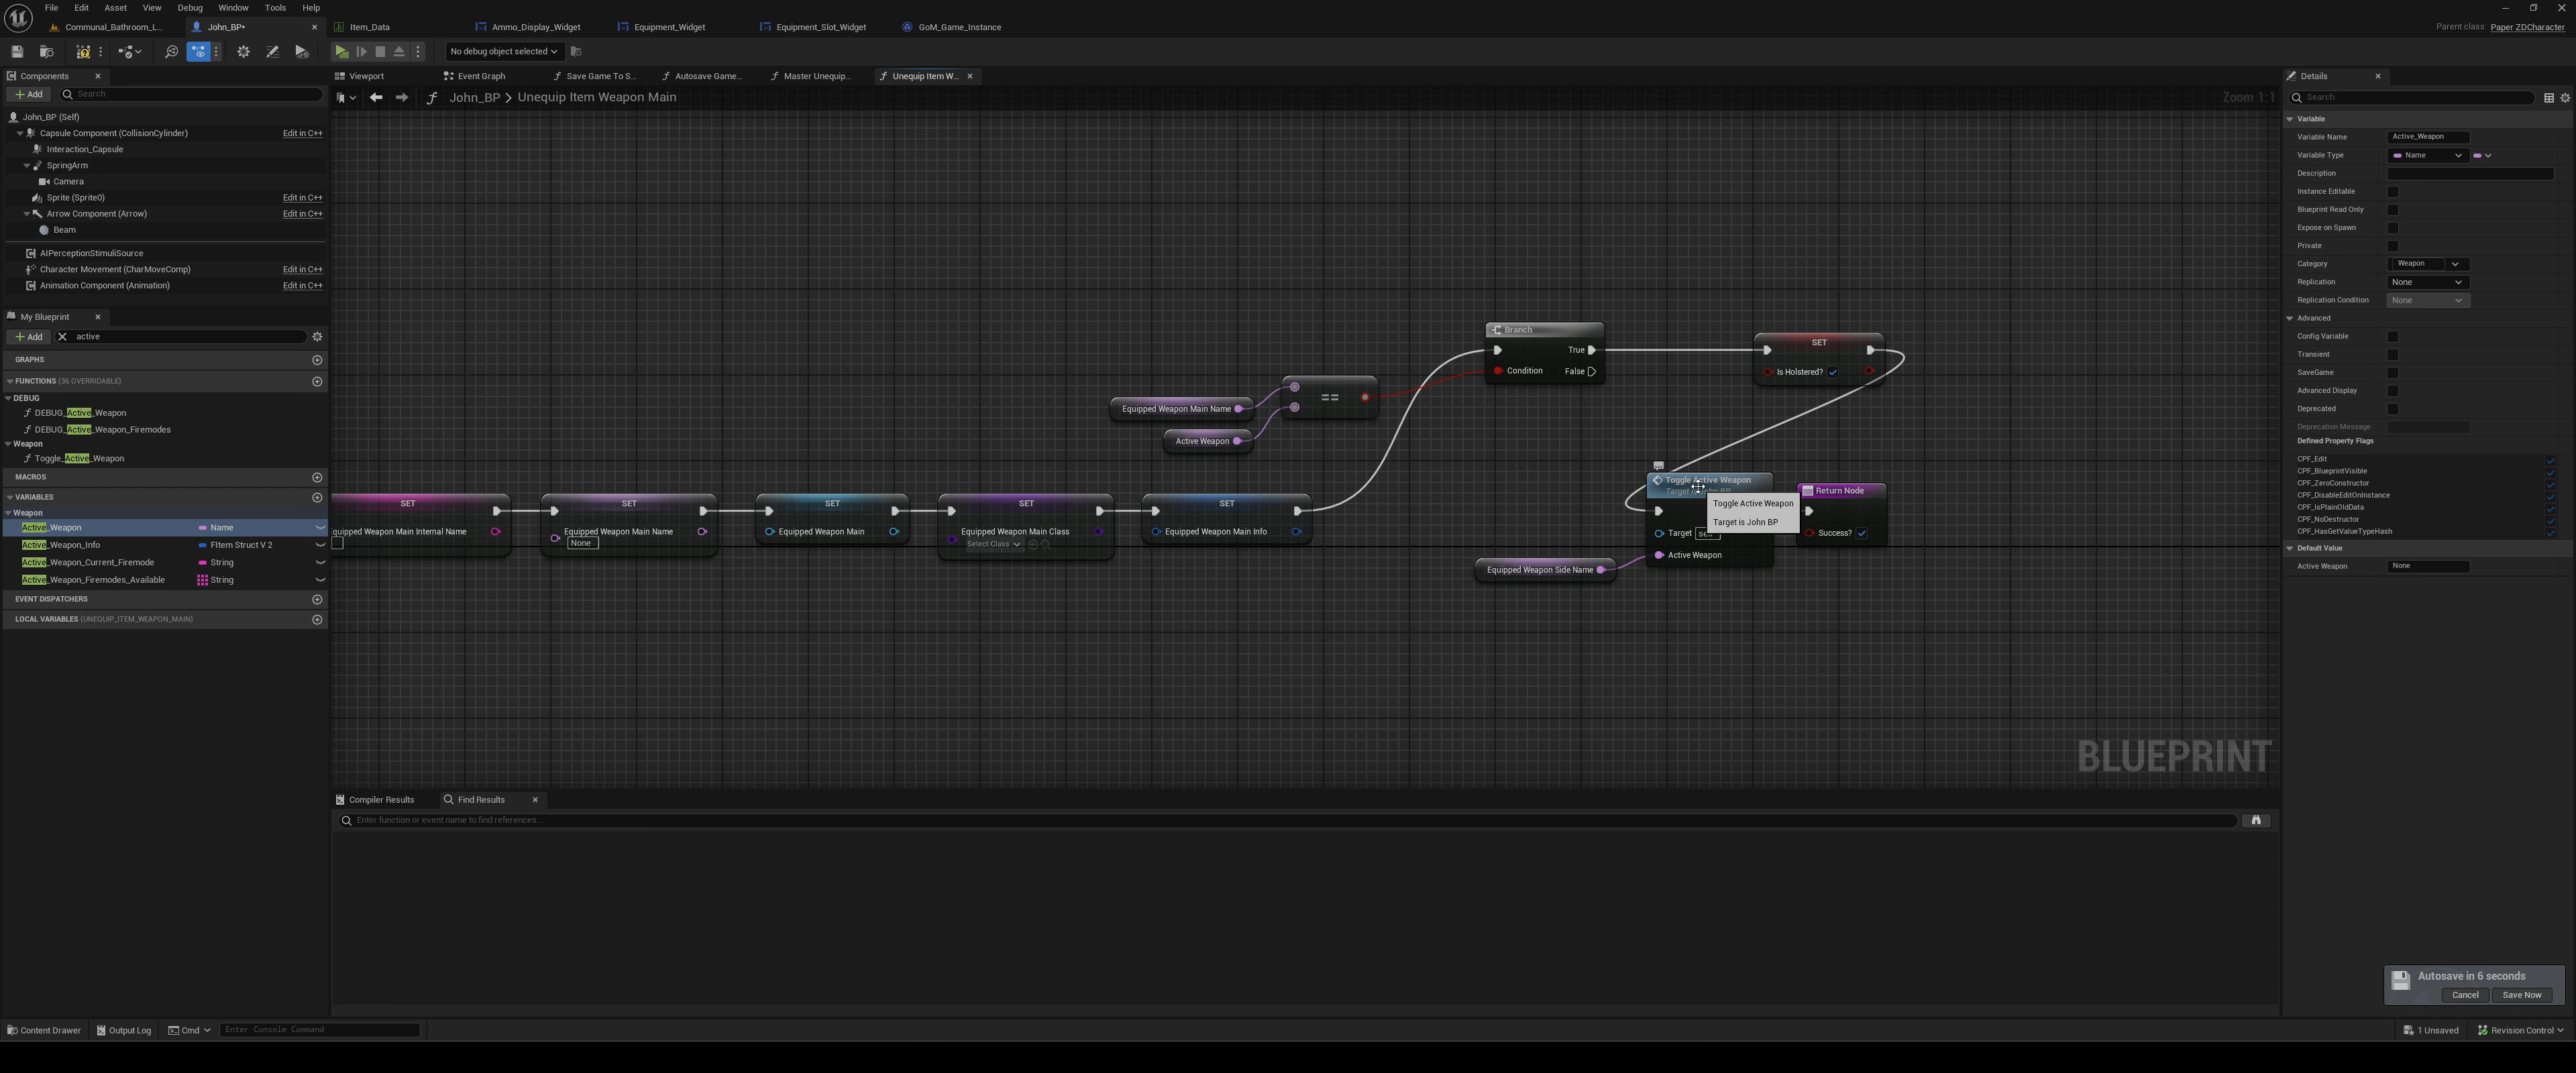 File Edit Asset View Debug Window Tools Help
Communal_Bathroom_L... John_BP* Item_Data Ammo_Display_Widget Equipment_Widget Equipment_Slot_Widget GoM_Game_Instance
Parent class: Paper ZDCharacter
No debug object selected
Components
Add Search
John_BP (Self)
Capsule Component (CollisionCylinder) Edit in C++
Interaction_Capsule
SpringArm
Camera
Sprite (Sprite0) Edit in C++
Arrow Component (Arrow) Edit in C++
Beam
AIPerceptionStimuliSource
Character Movement (CharMoveComp) Edit in C++
Animation Component (Animation) Edit in C++
My Blueprint
Add active
GRAPHS
FUNCTIONS (36 OVERRIDABLE)
DEBUG
DEBUG_Active_Weapon
DEBUG_Active_Weapon_Firemodes
Weapon
Toggle_Active_Weapon
MACROS
VARIABLES
Weapon
Active_Weapon Name
Active_Weapon_Info FItem Struct V 2
Active_Weapon_Current_Firemode String
Active_Weapon_Firemodes_Available String
EVENT DISPATCHERS
LOCAL VARIABLES (UNEQUIP_ITEM_WEAPON_MAIN)
Viewport Event Graph Save Game To S... Autosave Game... Master Unequip... Unequip Item W...
John_BP > Unequip Item Weapon Main
Zoom 1:1
Branch
True
Condition False
SET
Is Holstered?
Equipped Weapon Main Name
==
Active Weapon
SET
quipped Weapon Main Internal Name
SET
Equipped Weapon Main Name
None
SET
Equipped Weapon Main
SET
Equipped Weapon Main Class
Select Class
SET
Equipped Weapon Main Info
Toggle Active Weapon
Target is John BP
Target self
Active Weapon
Toggle Active Weapon
Target is John BP
Return Node
Success?
Equipped Weapon Side Name
BLUEPRINT
Compiler Results Find Results
Enter function or event name to find references...
Details
Search
Variable
Variable Name Active_Weapon
Variable Type Name
Description
Instance Editable
Blueprint Read Only
Expose on Spawn
Private
Category Weapon
Replication None
Replication Condition None
Advanced
Config Variable
Transient
SaveGame
Advanced Display
Deprecated
Deprecation Message
Defined Property Flags
CPF_Edit
CPF_BlueprintVisible
CPF_ZeroConstructor
CPF_DisableEditOnInstance
CPF_IsPlainOldData
CPF_NoDestructor
CPF_HasGetValueTypeHash
Default Value
Active Weapon None
Autosave in 6 seconds
Cancel Save Now
Content Drawer Output Log Cmd Enter Console Command
1 Unsaved Revision Control